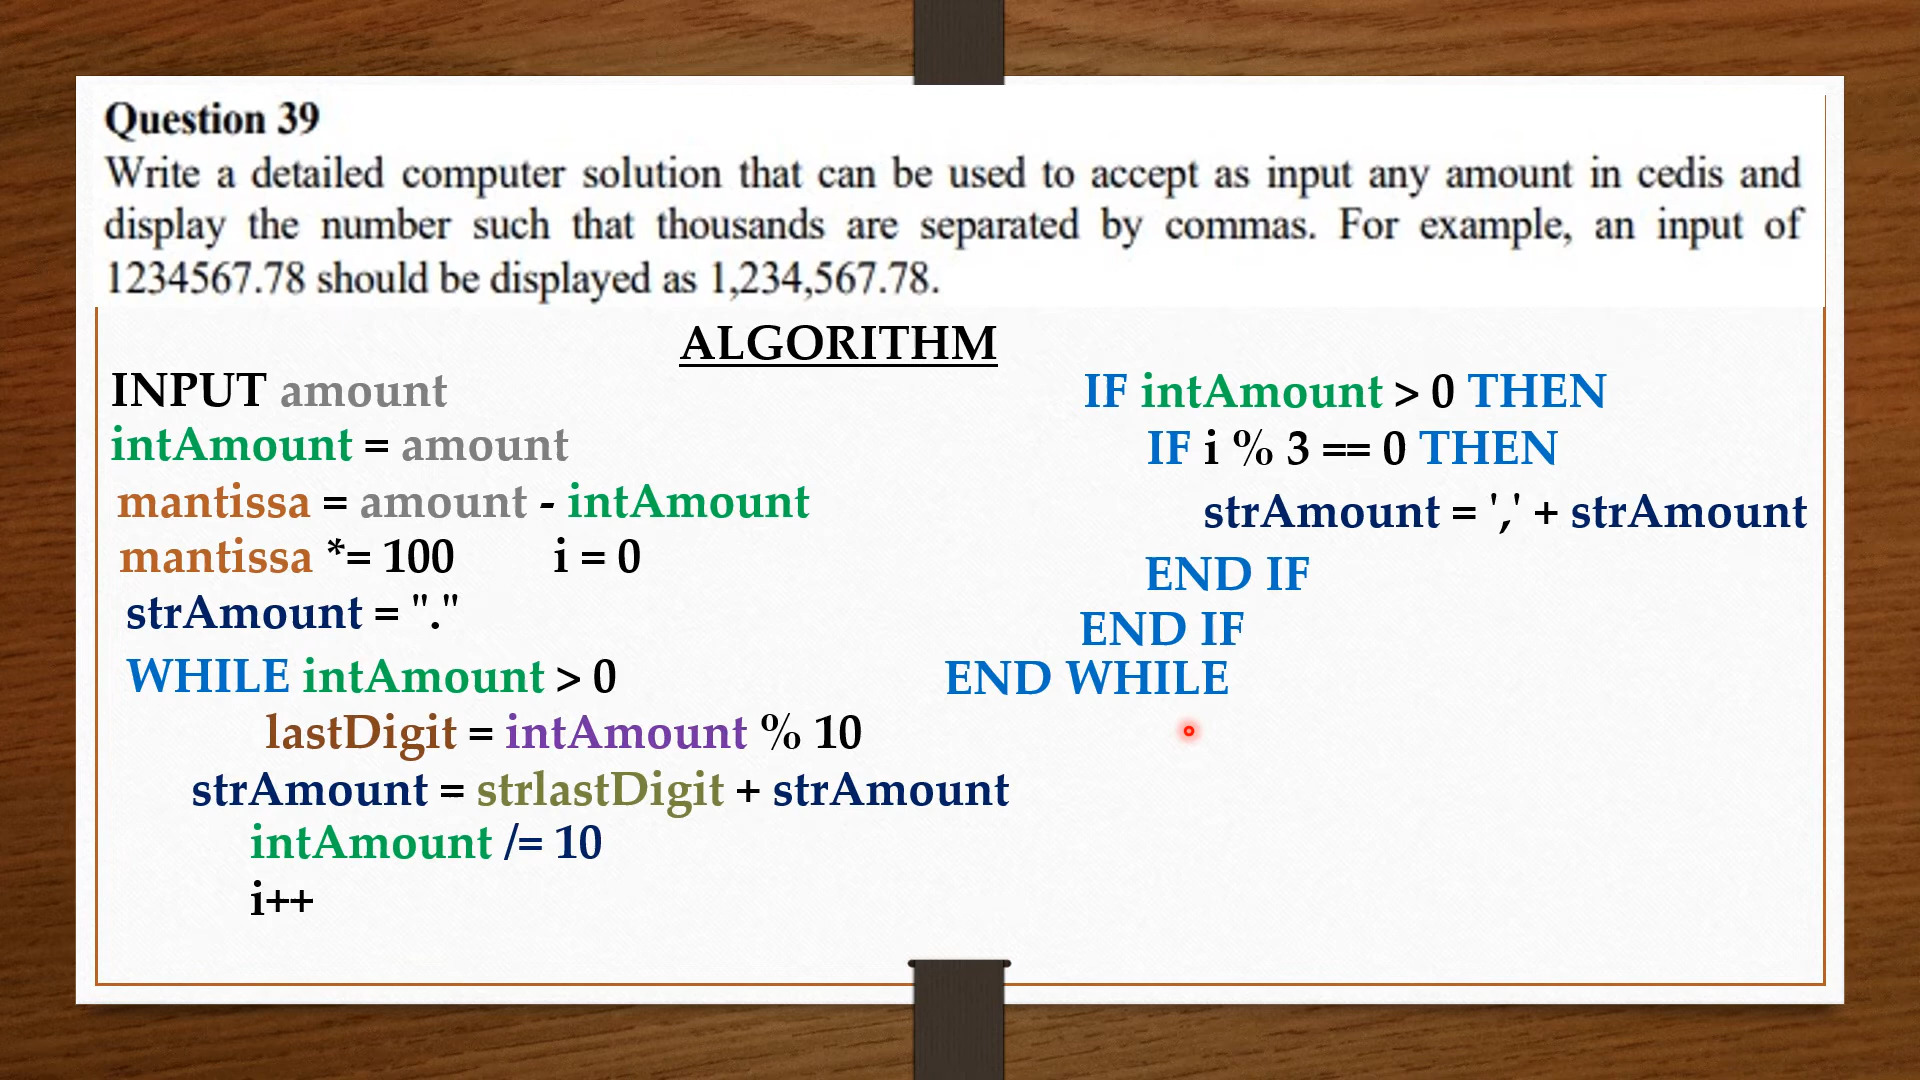 Question 39
Write a detailed computer solution that can be used to accept as input any amount in cedis and
display the number such that thousands are separated by commas. For example, an input of
1234567.78 should be displayed as 1,234,567.78.
ALGORITHM
INPUT amount
intAmount = amount
mantissa = amount - intAmount
mantissa *= 100 i = 0
strAmount = "."
WHILE intAmount > 0
lastDigit = intAmount % 10
strAmount = strlastDigit + strAmount
intAmount /= 10
i++
IF intAmount > 0 THEN
IF i % 3 == 0 THEN
strAmount = ',' + strAmount
END IF
END IF
END WHILE